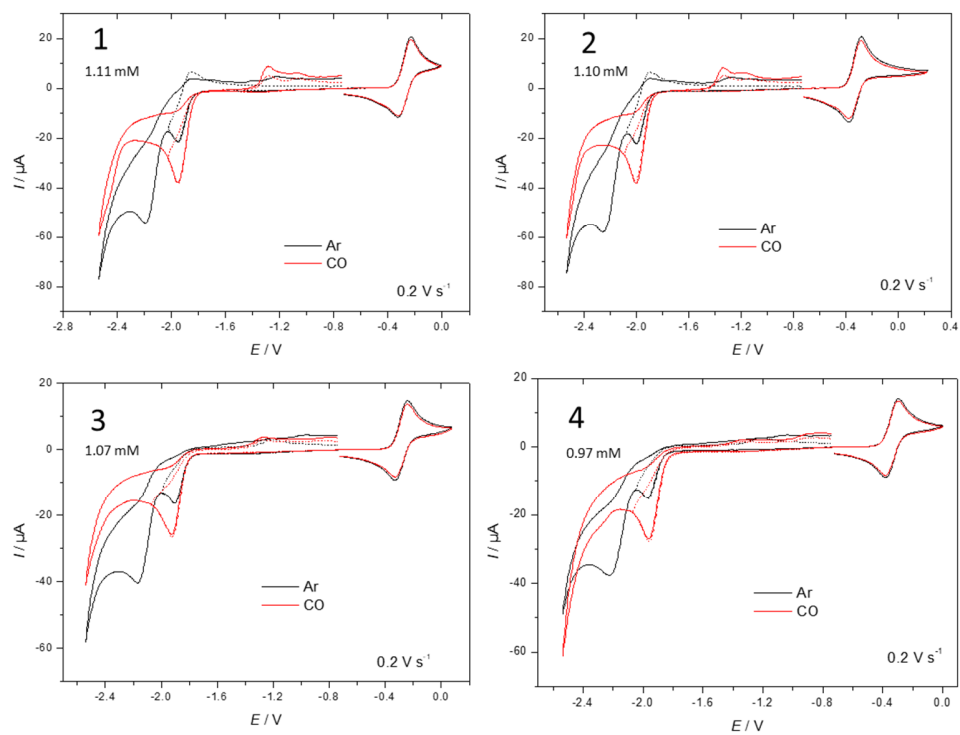 1
1.11 mM
20
0
-20
-40
-60
-80
I / µA
Ar
CO
0.2 V s-1
-2.8 -2.4 -2.0 -1.6 -1.2 -0.8 -0.4 0.0
E / V
2
1.10 mM
20
0
-20
-40
-60
-80
I / µA
Ar
CO
0.2 V s-1
-2.4 -2.0 -1.6 -1.2 -0.8 -0.4 0.0 0.4
E / V
3
1.07 mM
20
0
-20
-40
-60
I / µA
Ar
CO
0.2 V s-1
-2.4 -2.0 -1.6 -1.2 -0.8 -0.4 0.0
E / V
4
0.97 mM
20
0
-20
-40
-60
I / µA
Ar
CO
0.2 V s-1
-2.4 -2.0 -1.6 -1.2 -0.8 -0.4 0.0
E / V